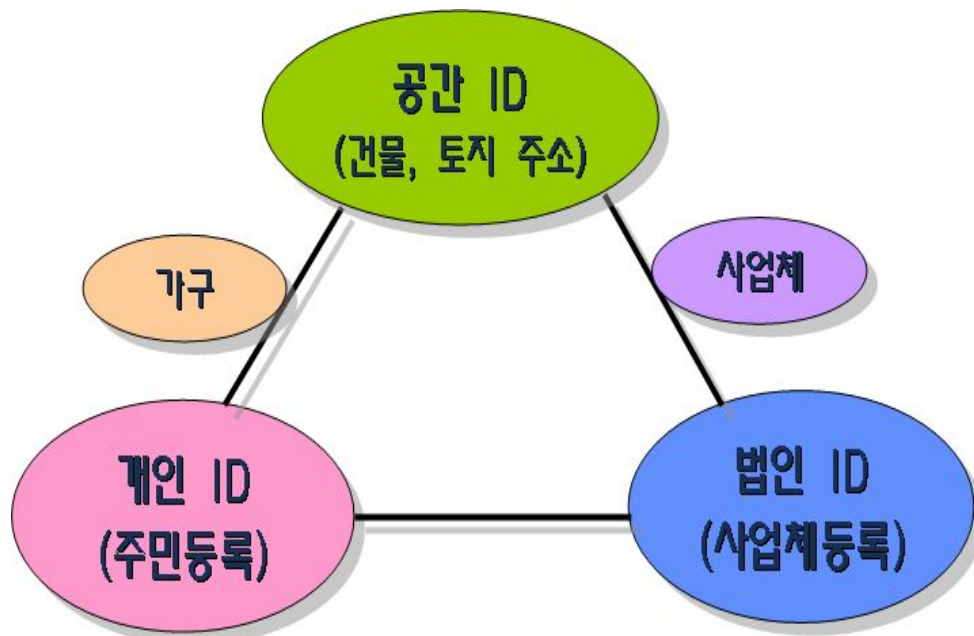 공간 ID
(건물, 토지 주소)
가구
사업체
개인 ID
(주민등록)
법인 ID
(사업체등록)